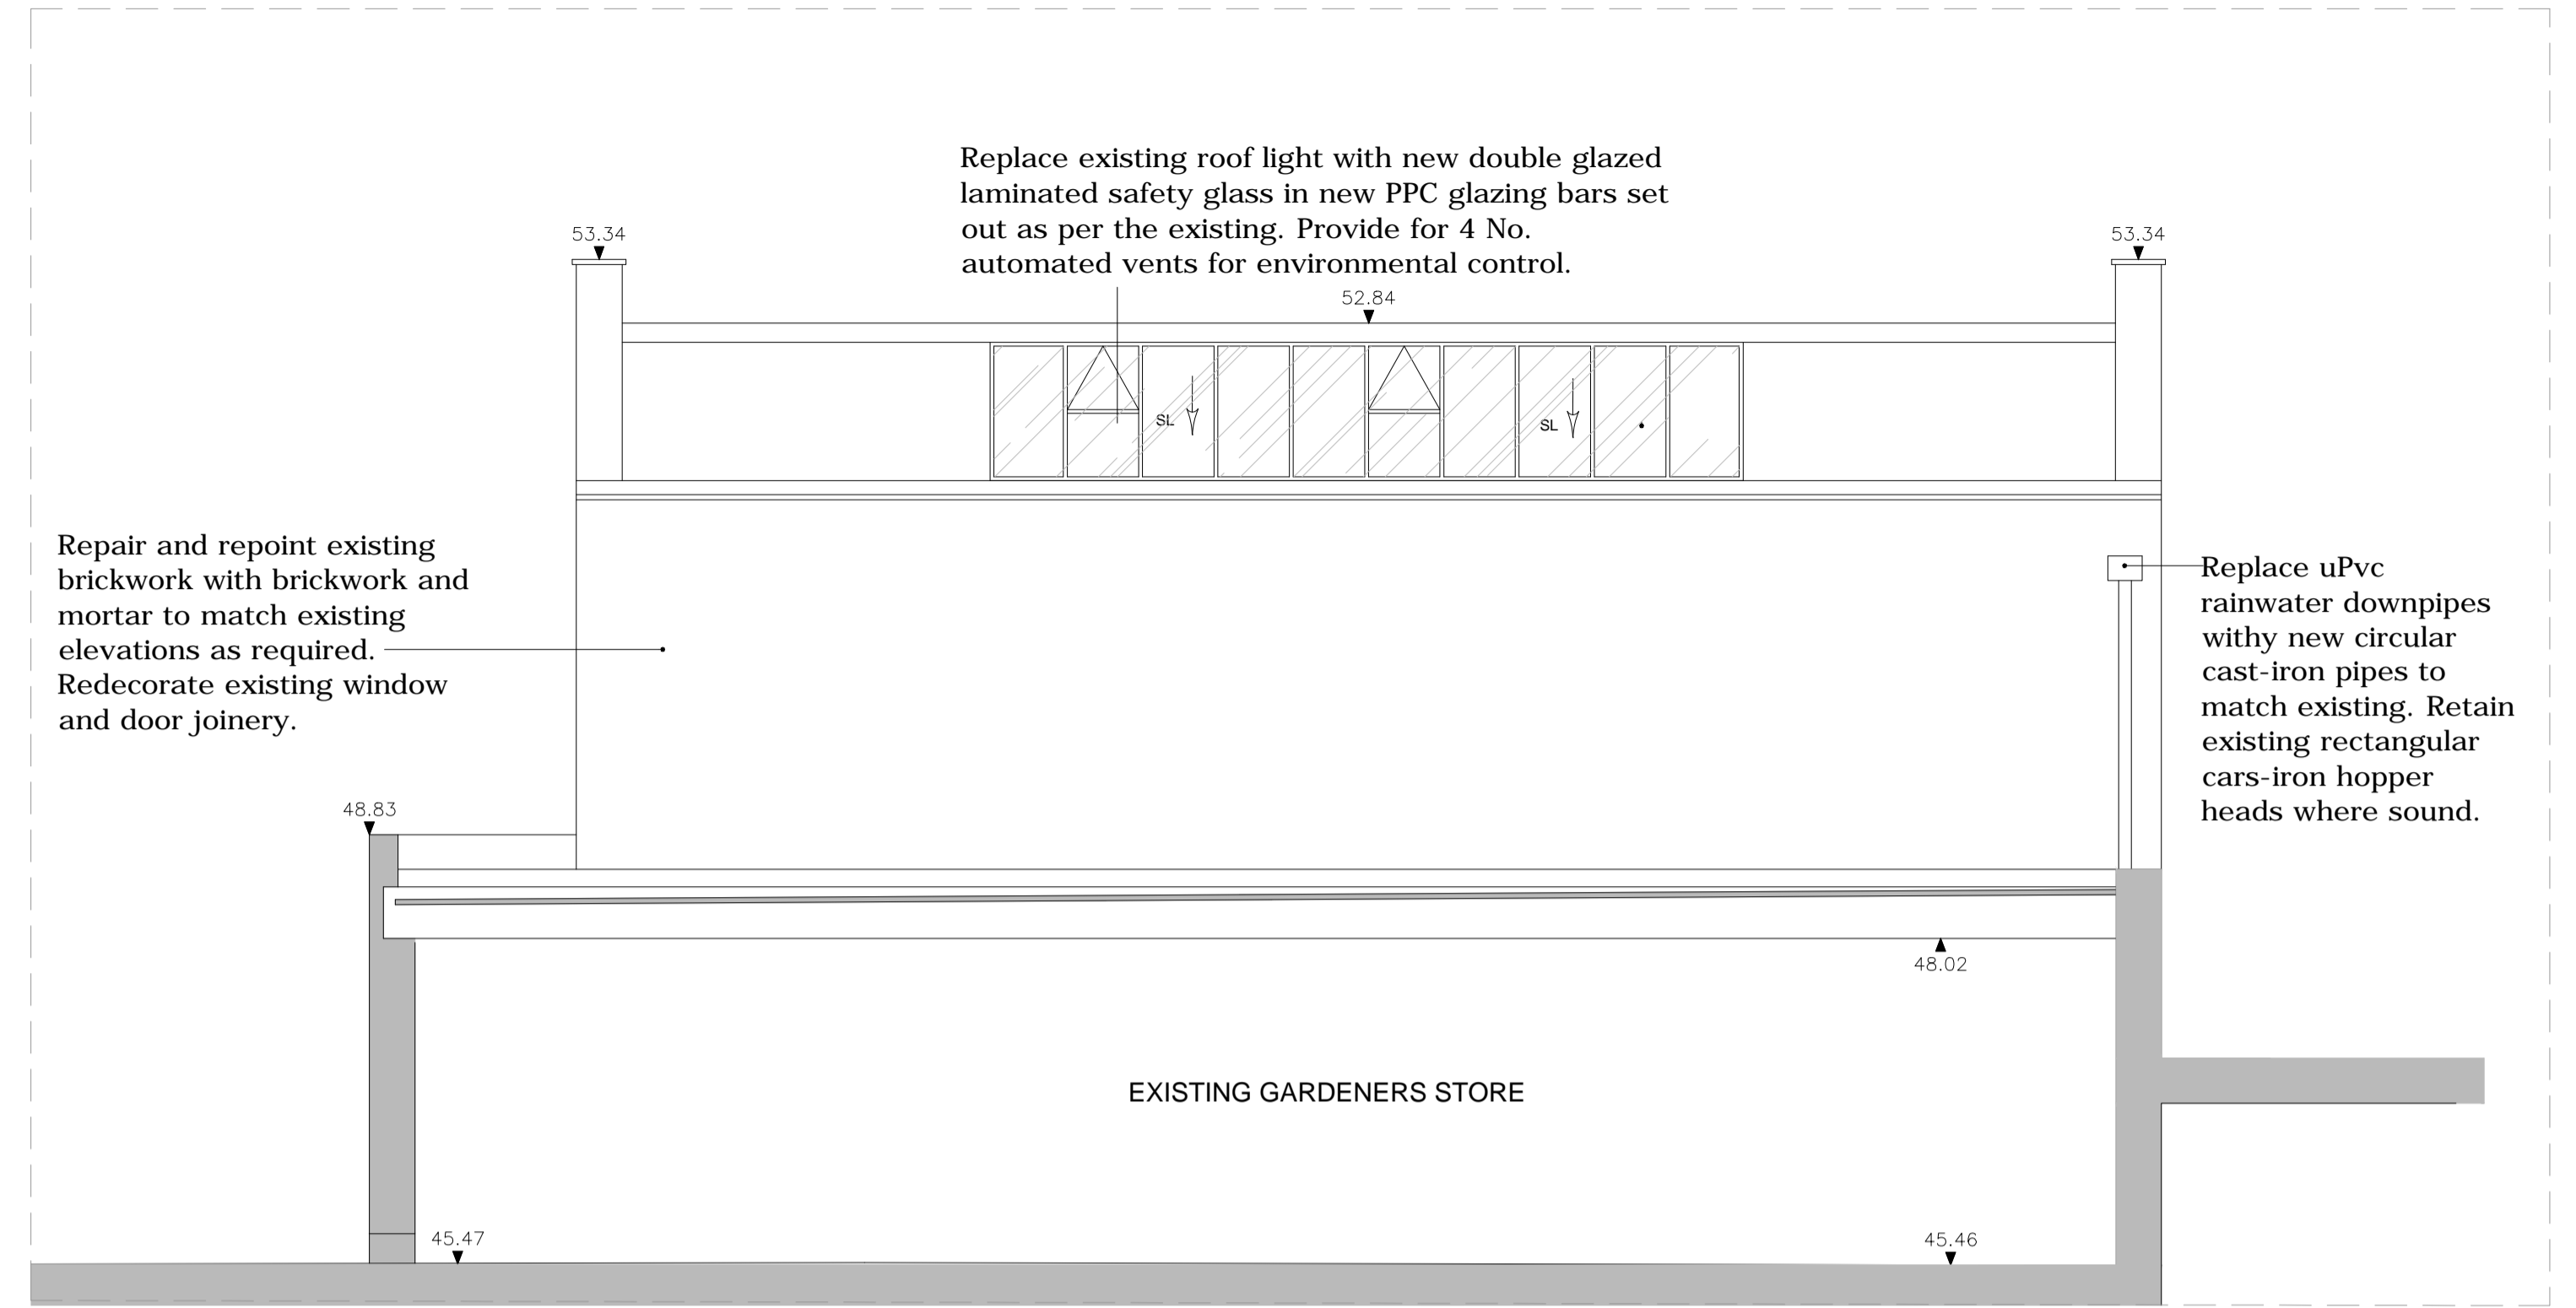 Replace existing roof light with new double glazed
laminated safety glass in new PPC glazing bars set
out as per the existing. Provide for 4 No.
automated vents for environmental control.
53.34
53.34
52.84
SL
SL
Repair and repoint existing
brickwork with brickwork and
mortar to match existing
elevations as required.
Redecorate existing window
and door joinery.
Replace uPvc
rainwater downpipes
withy new circular
cast-iron pipes to
match existing. Retain
existing rectangular
cars-iron hopper
heads where sound.
48.83
48.02
EXISTING GARDENERS STORE
45.47
45.46